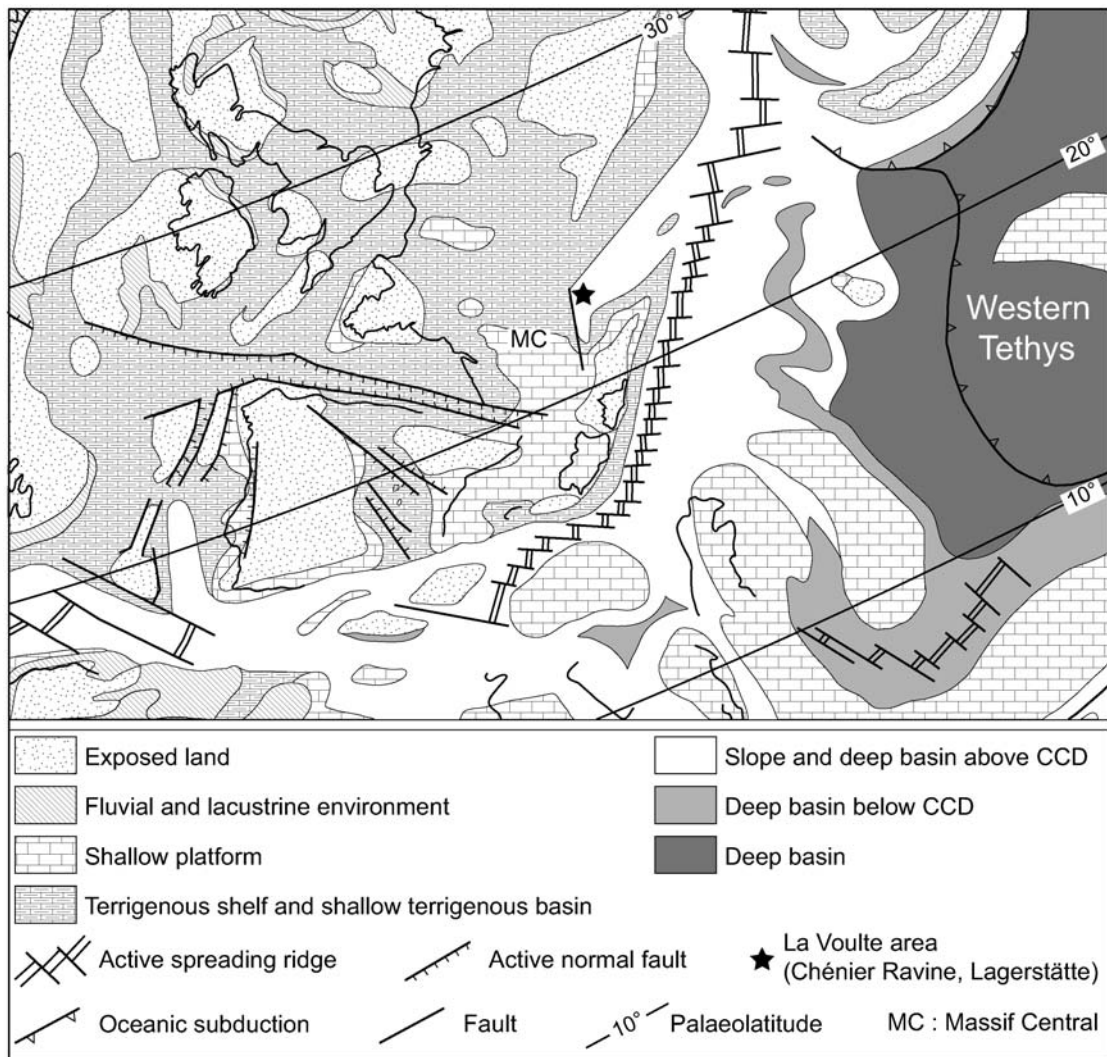 30°
20°
Western
Tethys
MC
10°
Exposed land
Slope and deep basin above CCD
Fluvial and lacustrine environment
Deep basin below CCD
Shallow platform
Deep basin
Terrigenous shelf and shallow terrigenous basin
Active spreading ridge
Active normal fault
La Voulte area
(Chénier Ravine, Lagerstätte)
Oceanic subduction
Fault
10°
Palaeolatitude
MC : Massif Central